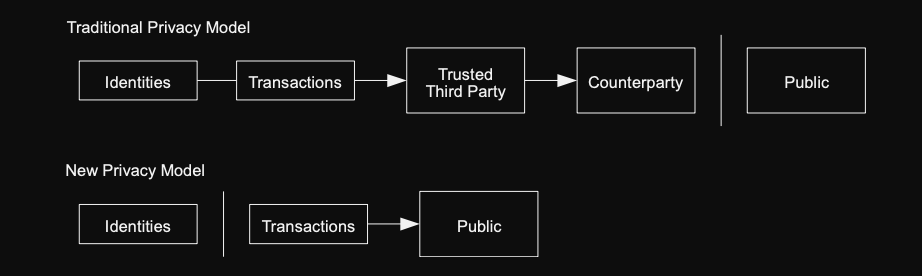 Traditional Privacy Model
Identities
Transactions
Trusted
Third Party
Counterparty
Public
New Privacy Model
Identities
Transactions
Public